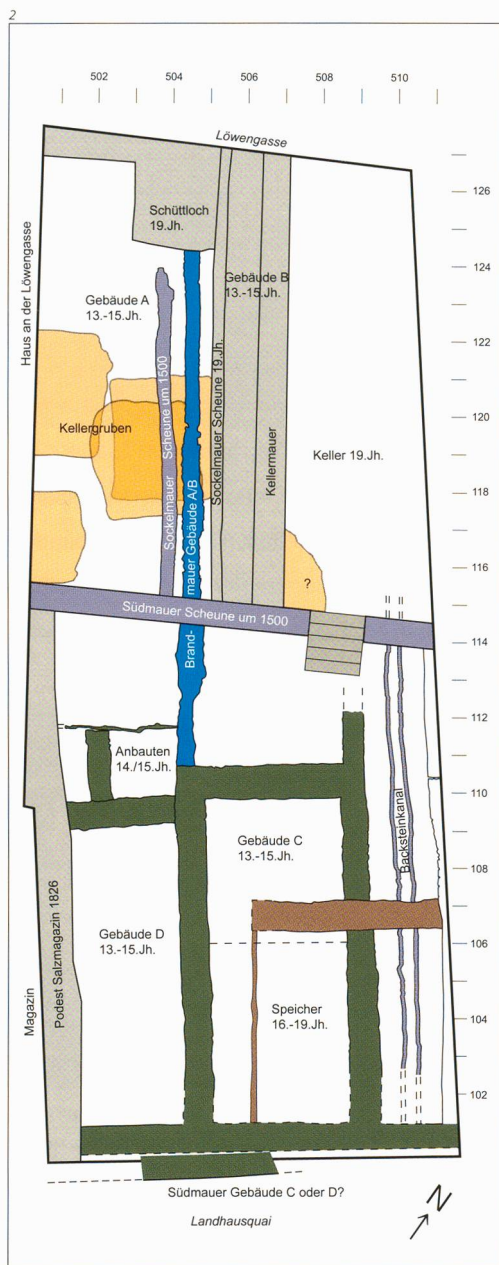 2
502 504 506 508 510
Löwengasse
126
Schüttloch
19.Jh.
124
Gebäude A
13.-15.Jh.
Gebäude B
13.-15.Jh.
Haus an der Löwengasse
122
Sockelmauer Scheune um 1500
Sockelmauer Scheune 19.Jh.
Kellermauer
120
Kellergruben
Keller 19.Jh.
118
Brand- mauer Gebäude A/B
116
?
Südmauer Scheune um 1500
114
112
Anbauten
14./15.Jh.
110
Backsteinkanal
Gebäude C
13.-15.Jh.
108
Podest Salzmagazin 1826
Gebäude D
13.-15.Jh.
106
Magazin
Speicher
16.-19.Jh.
104
102
Südmauer Gebäude C oder D?
Landhausquai
N